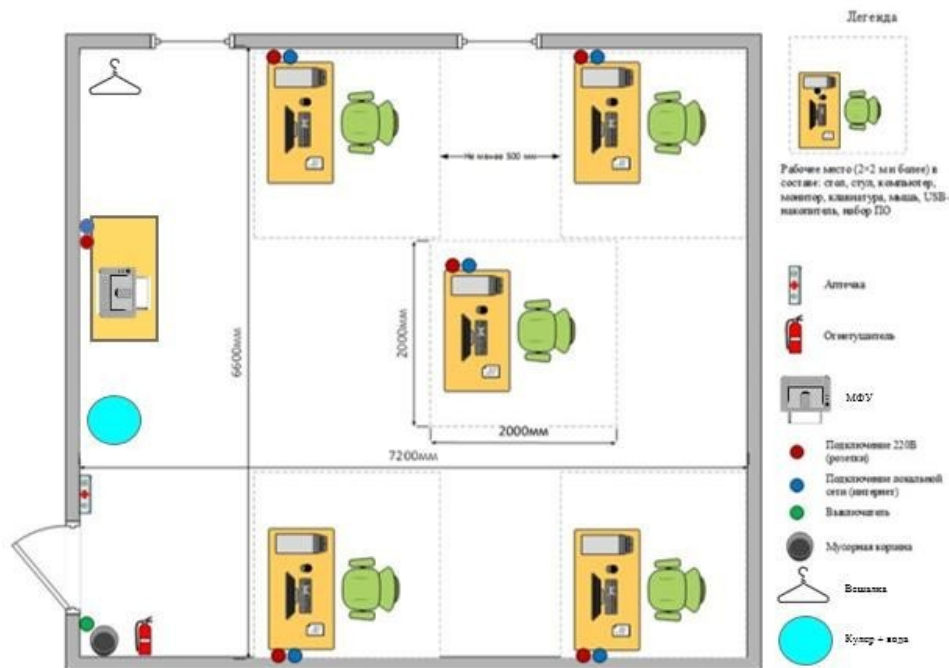 Легенда
Не менее 500 мм
Рабочее место (2×2 м и более) в
составе: стол, стул, компьютер,
монитор, клавиатура, мышь, USB-
накопитель, набор ПО
6600мм
2000мм
2000мм
7200мм
Аптечка
Огнетушитель
МФУ
Подключение 220В
(розетки)
Подключение локальной
сети (интернет)
Выключатель
Мусорная корзина
Вешалка
Кулер + вода